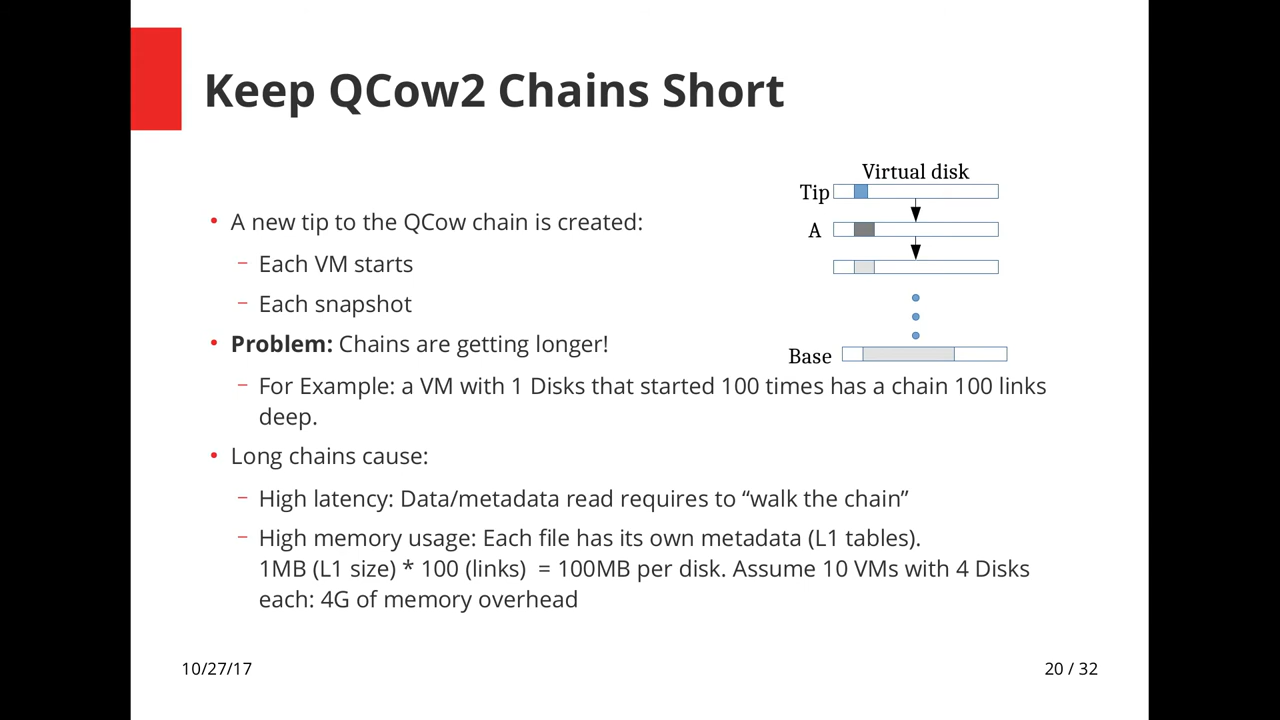 Keep QCow2 Chains Short
Virtual disk
Tip
A
Base
• A new tip to the QCow chain is created:
– Each VM starts
– Each snapshot
• Problem: Chains are getting longer!
– For Example: a VM with 1 Disks that started 100 times has a chain 100 links
deep.
• Long chains cause:
– High latency: Data/metadata read requires to “walk the chain”
– High memory usage: Each file has its own metadata (L1 tables).
1MB (L1 size) * 100 (links)  = 100MB per disk. Assume 10 VMs with 4 Disks
each: 4G of memory overhead
10/27/17
20 / 32